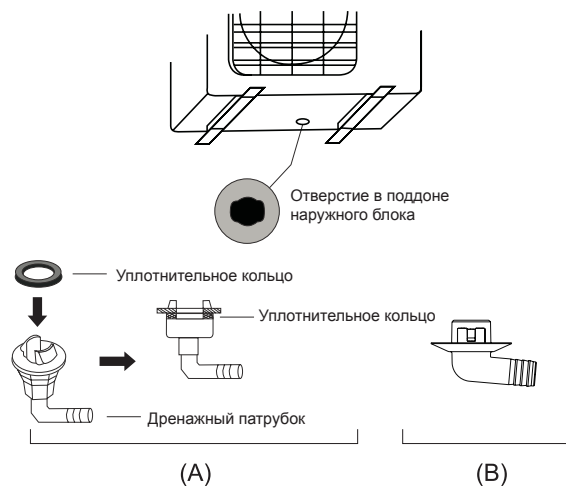 Отверстие в поддоне
наружного блока
Уплотнительное кольцо
Уплотнительное кольцо
Дренажный патрубок
(A)
(B)